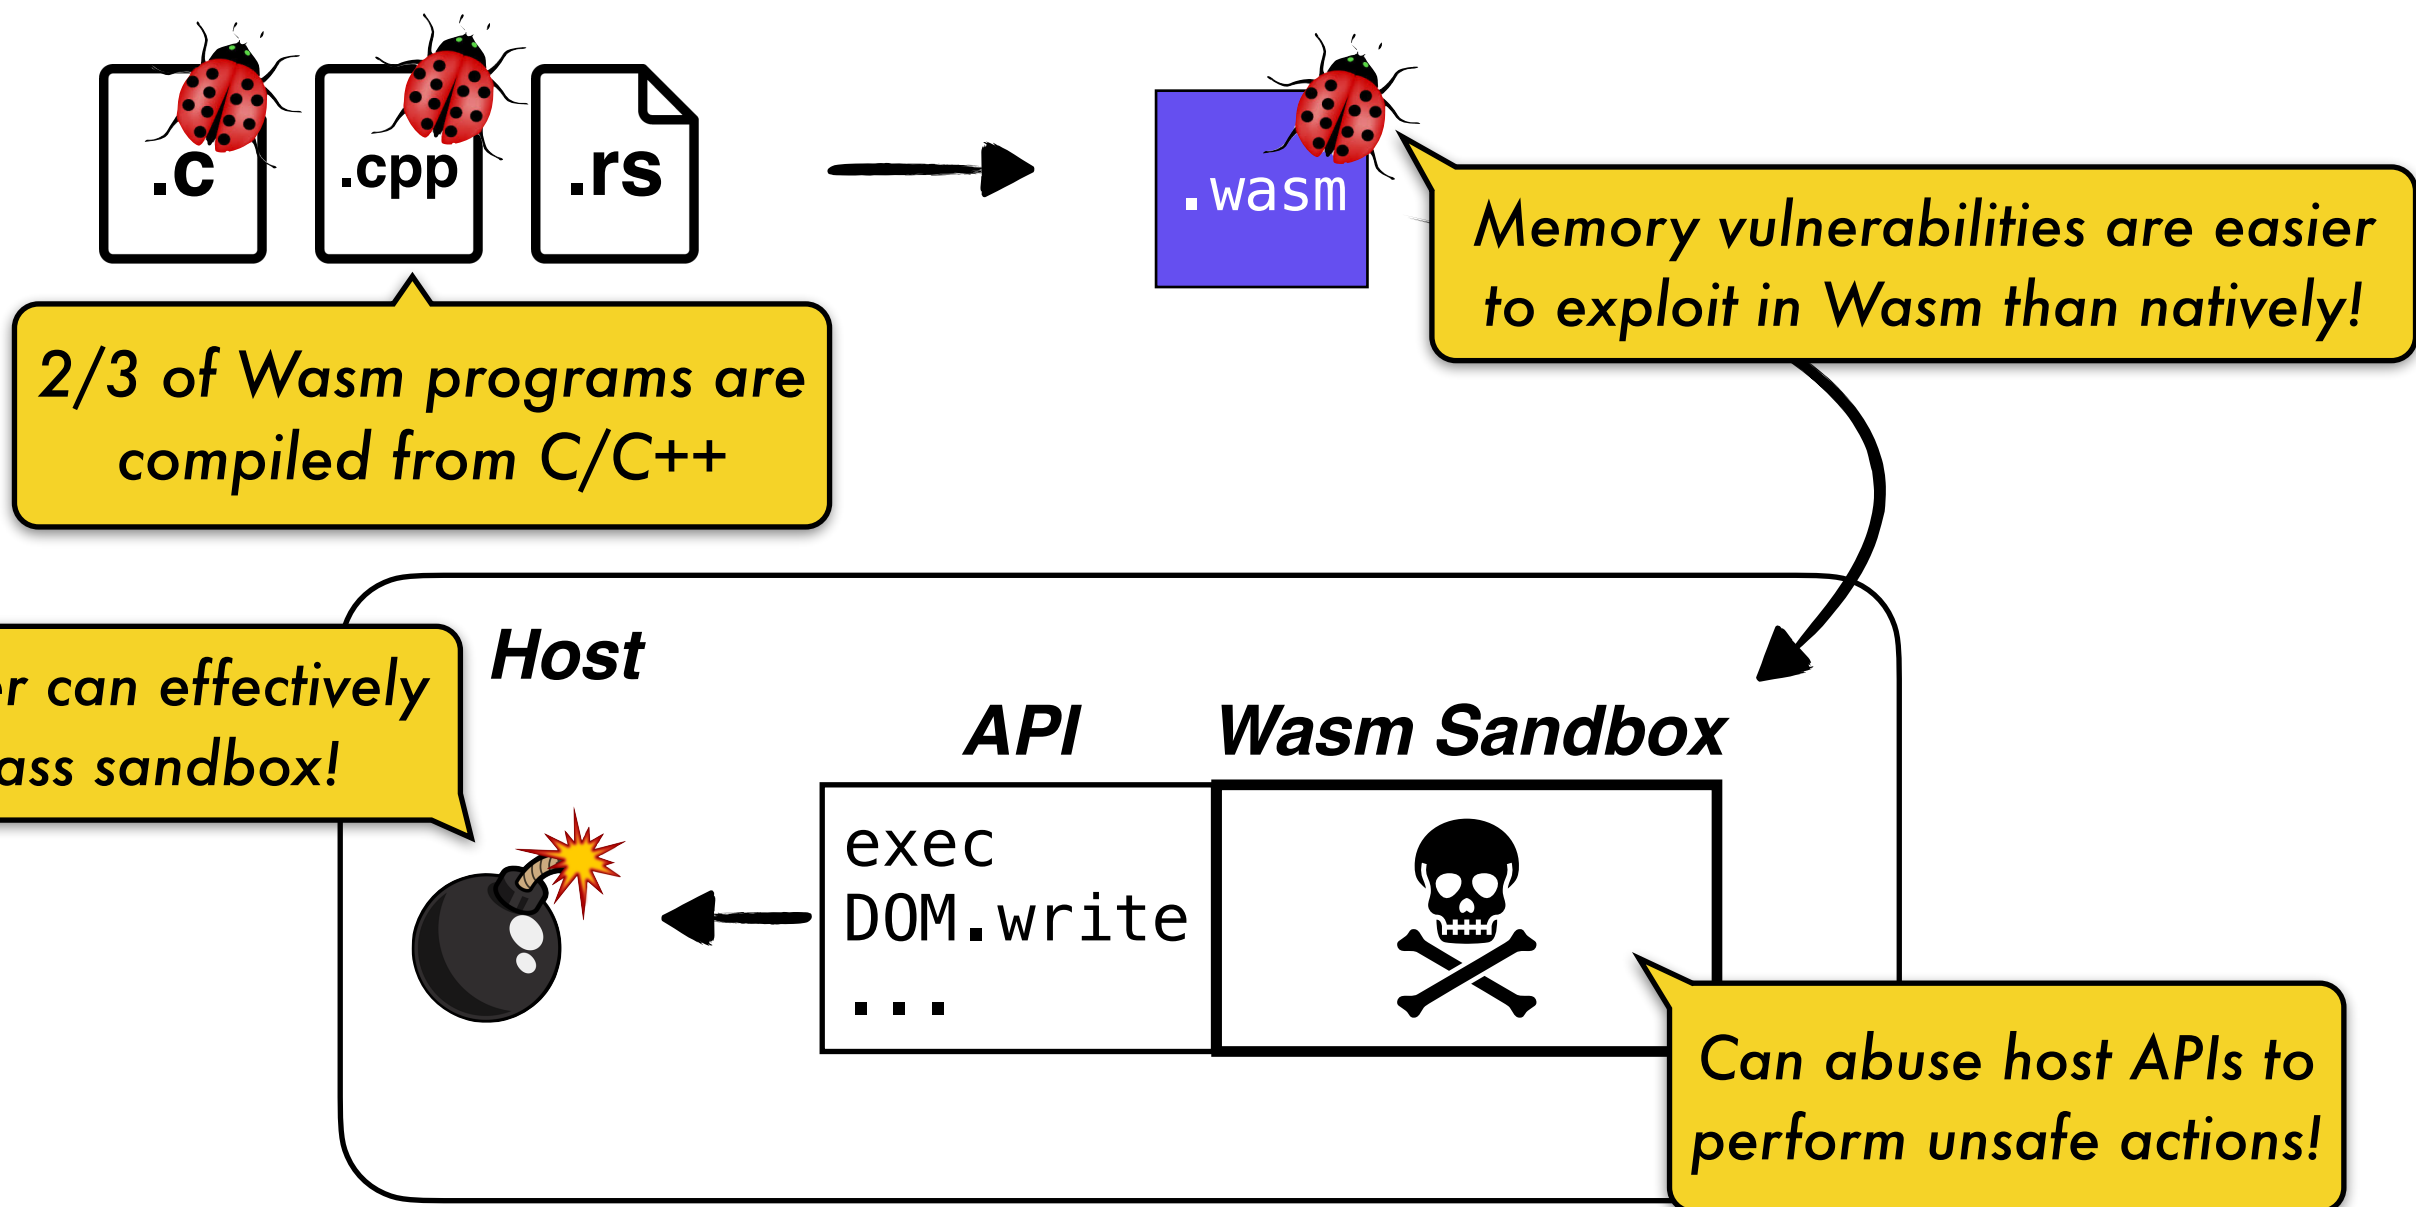 .c
.cpp
.rs
.wasm
Memory vulnerabilities are easier
to exploit in Wasm than natively!
2/3 of Wasm programs are
compiled from C/C++
Host
can effectively
sandbox!
API
Wasm Sandbox
exec
DOM.write
...
Can abuse host APIs to
perform unsafe actions!